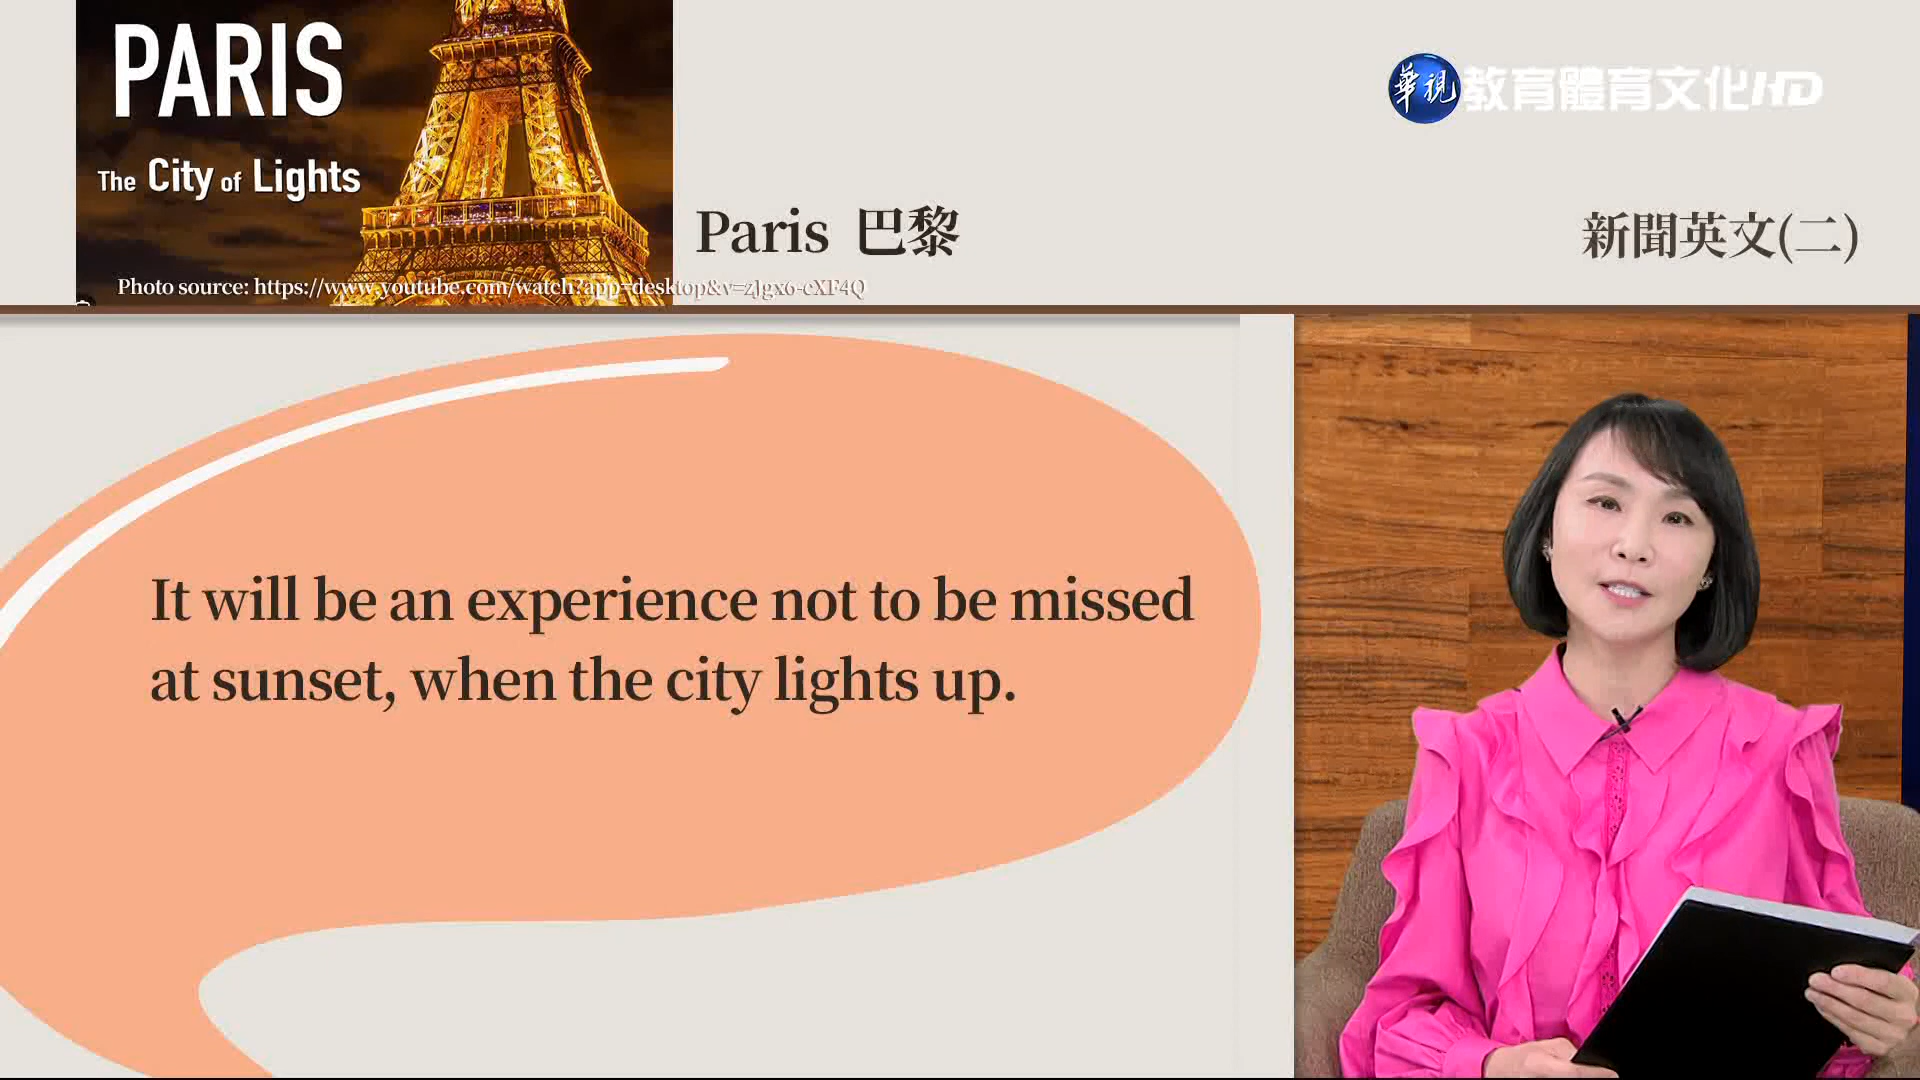 PARIS
The City of Lights
華視 教育體育文化HD
Paris 巴黎
新聞英文(二)
Photo source: https://www.youtube.com/watch?app=desktop&v=zJgx6-eXF4Q
It will be an experience not to be missed
at sunset, when the city lights up.